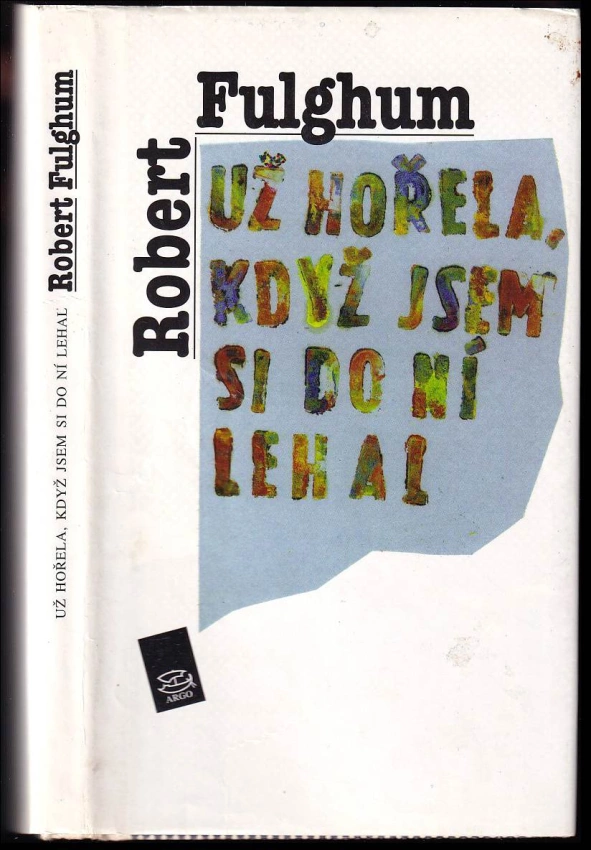 Robert Fulghum
UŽ HOŘELA, KDYŽ JSEM SI DO NÍ LEHAL
Robert
Fulghum
UŽ HOŘELA,
KDYŽ JSEM
SI DO NÍ
LEHAL
ARGO